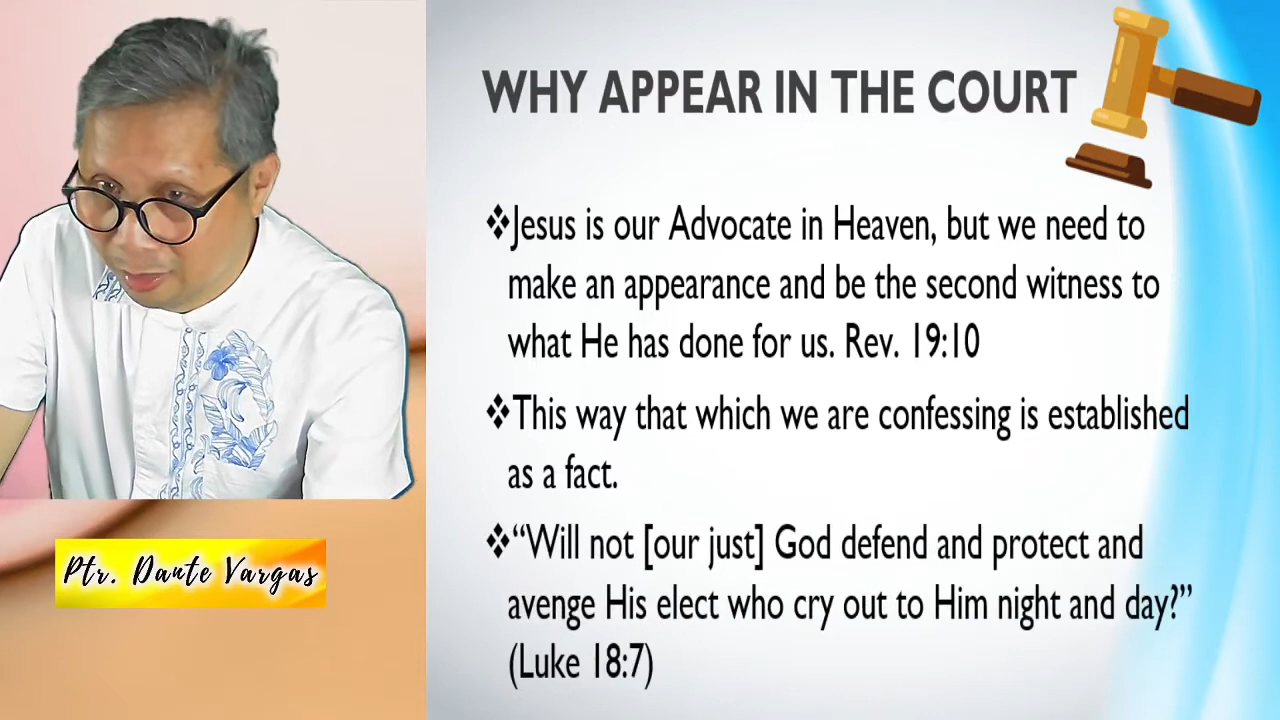 WHY APPEAR IN THE COURT
❖Jesus is our Advocate in Heaven, but we need to
make an appearance and be the second witness to
what He has done for us. Rev. 19:10
❖This way that which we are confessing is established
as a fact.
❖“Will not [our just] God defend and protect and
avenge His elect who cry out to Him night and day?”
(Luke 18:7)
Ptr. Dante Vargas